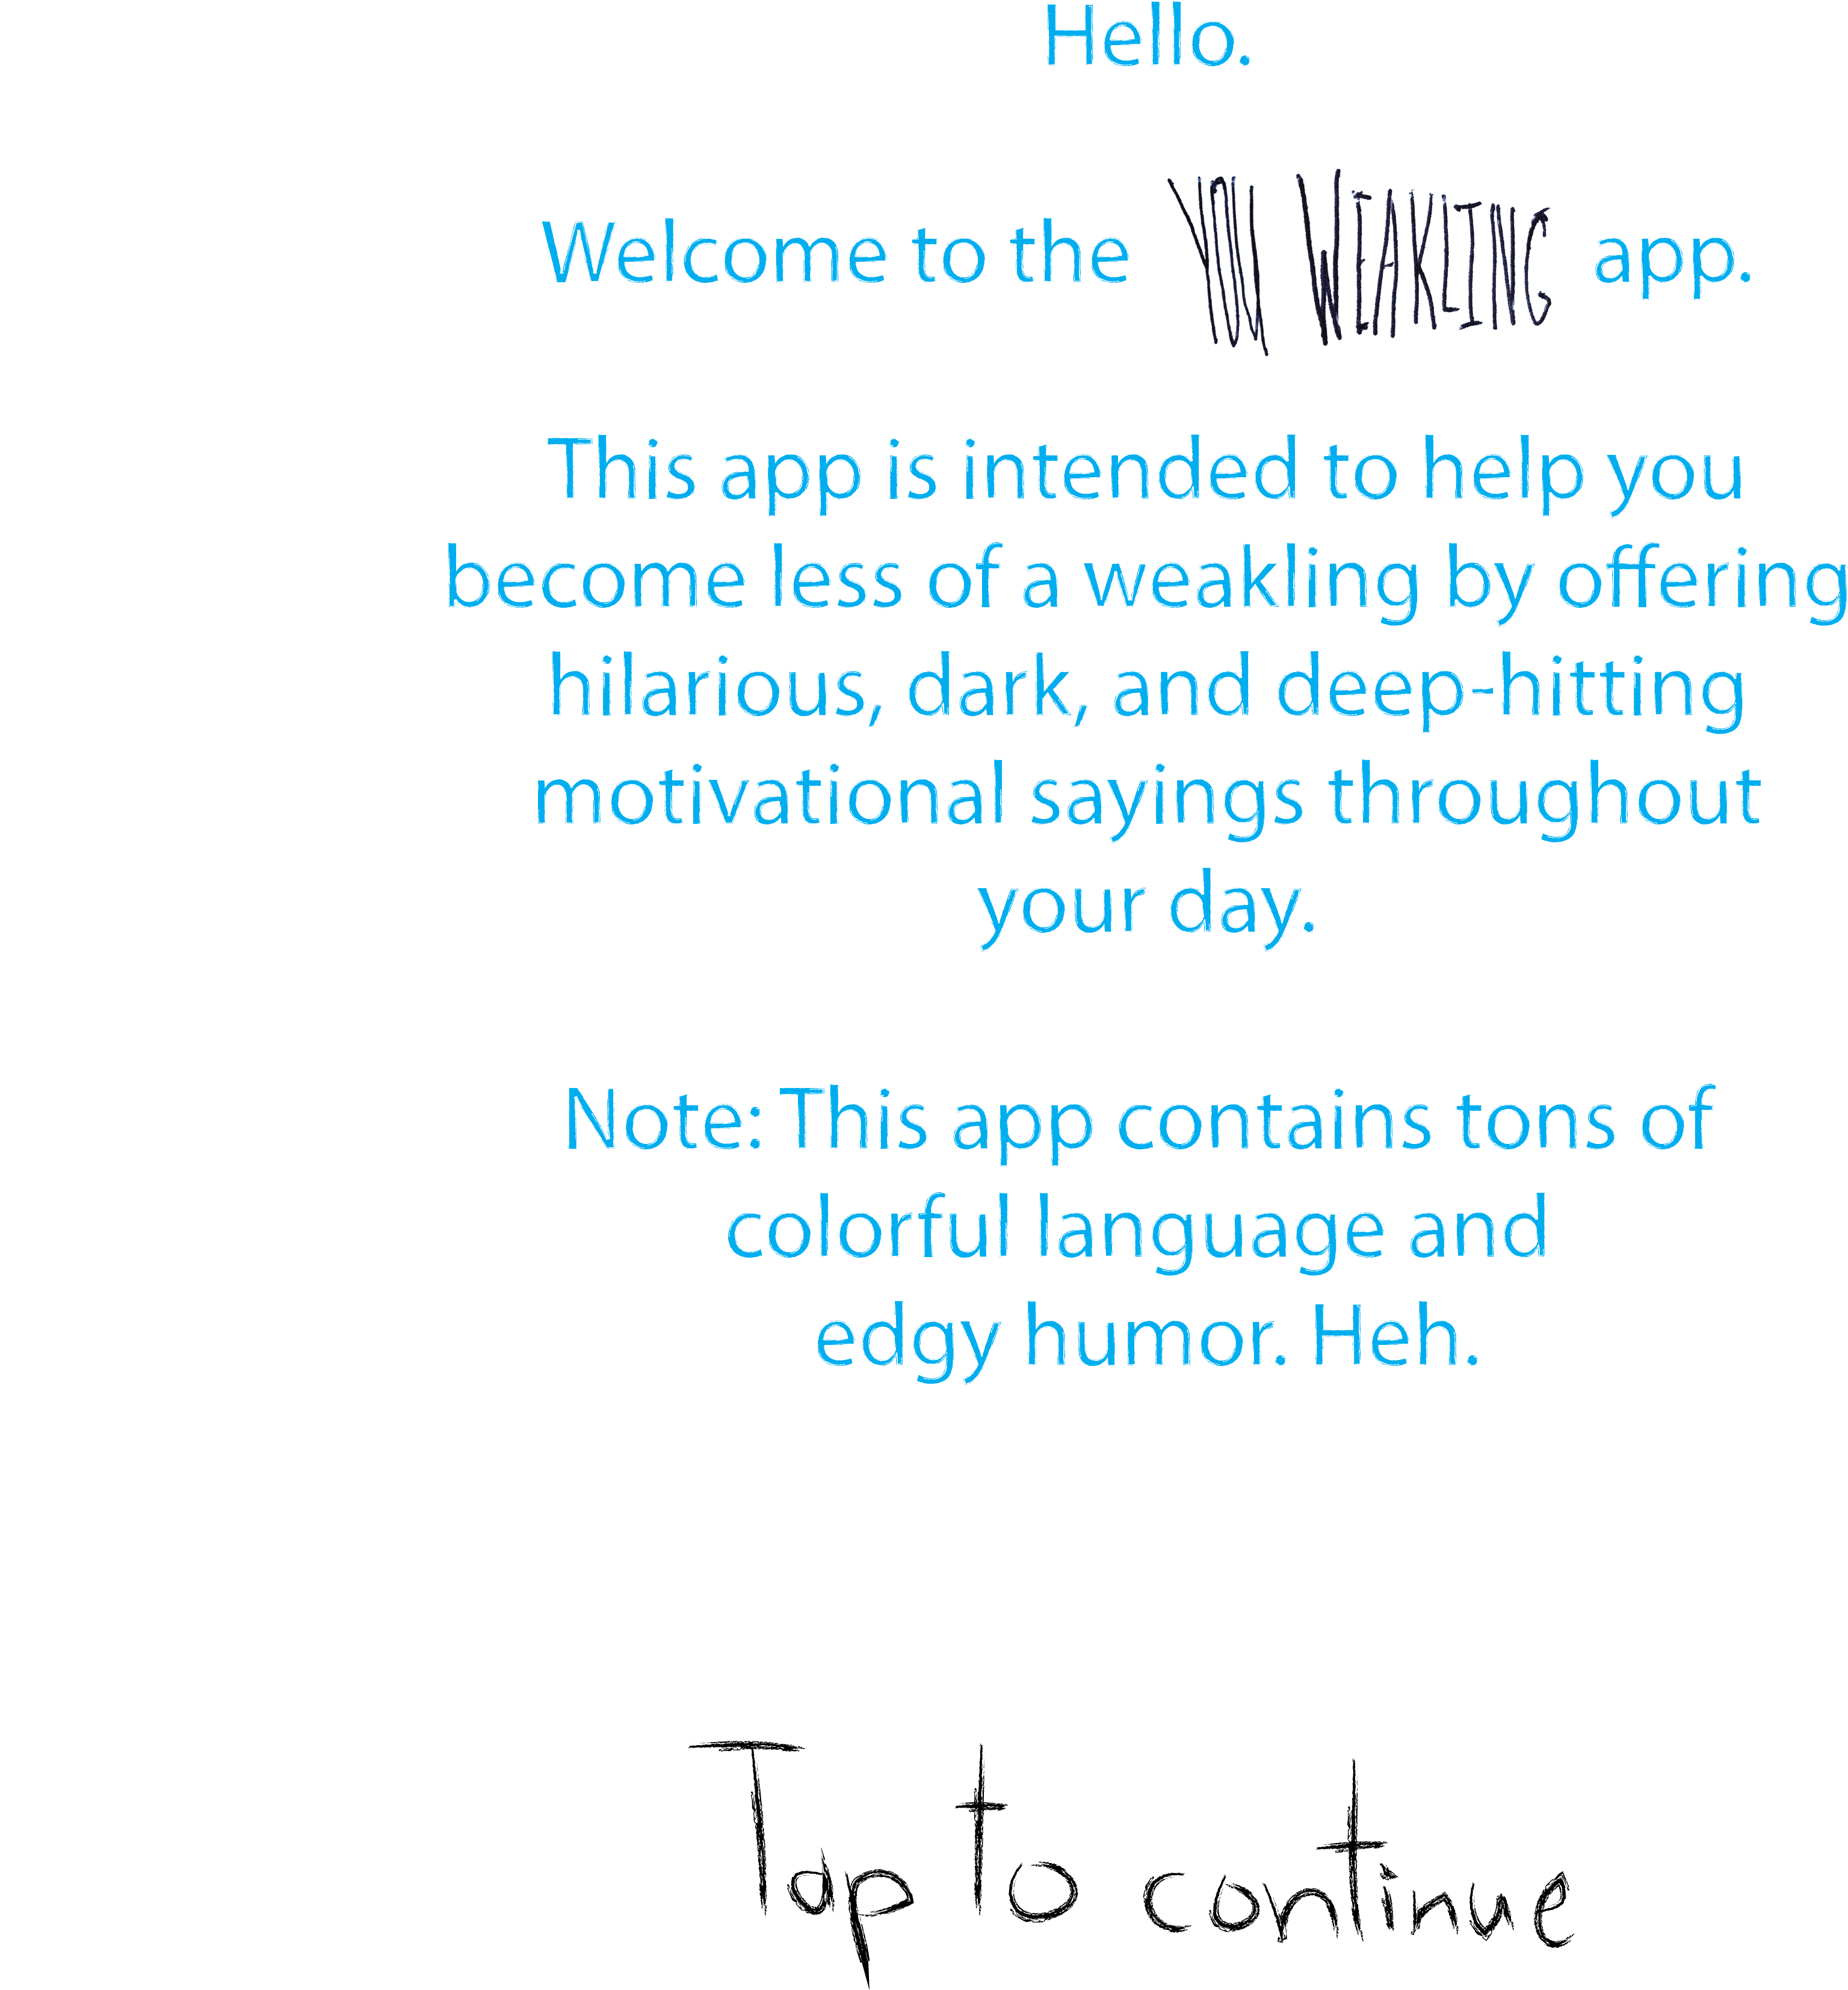 Hello.
Welcome to the YOU WEAKLING app.
This app is intended to help you
become less of a weakling by offering
hilarious, dark, and deep-hitting
motivational sayings throughout
your day.
Note: This app contains tons of
colorful language and
edgy humor. Heh.
Tap to continue